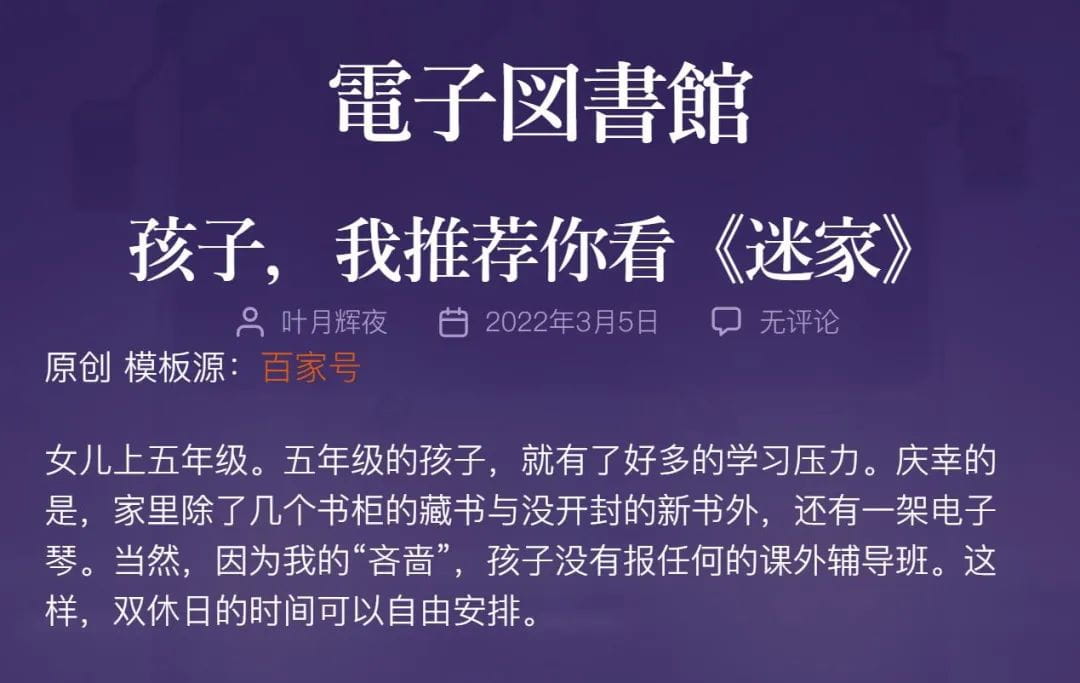 電子図書館
孩子，我推荐你看《迷家》
叶月辉夜 2022年3月5日 无评论
原创 模板源：百家号
女儿上五年级。五年级的孩子，就有了好多的学习压力。庆幸的
是，家里除了几个书柜的藏书与没开封的新书外，还有一架电子
琴。当然，因为我的“吝啬”，孩子没有报任何的课外辅导班。这
样，双休日的时间可以自由安排。